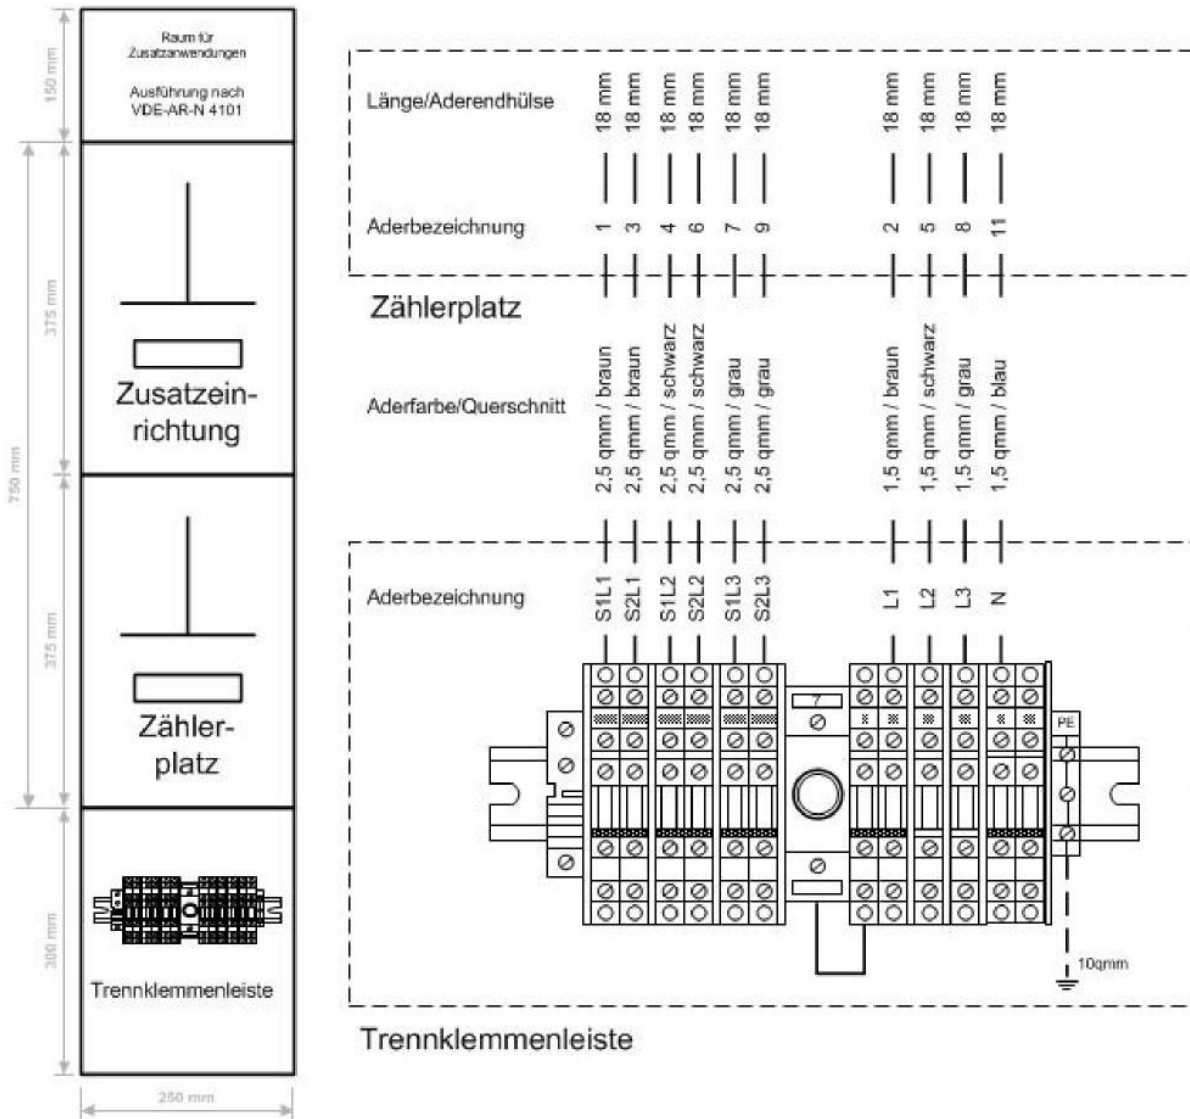 Raum für
Zusatzanwendungen
Ausführung nach
VDE-AR-N 4101
150 mm
375 mm
750 mm
Zusatzein-
richtung
375 mm
Zähler-
platz
300 mm
Trennklemmenleiste
250 mm
Länge/Aderendhülse
18 mm 18 mm 18 mm 18 mm 18 mm 18 mm 18 mm 18 mm 18 mm 18 mm
Aderbezeichnung
1 3 4 6 7 9 2 5 8 11
Zählerplatz
Aderfarbe/Querschnitt
2,5 qmm / braun
2,5 qmm / braun
2,5 qmm / schwarz
2,5 qmm / schwarz
2,5 qmm / grau
2,5 qmm / grau
1,5 qmm / braun
1,5 qmm / schwarz
1,5 qmm / grau
1,5 qmm / blau
Aderbezeichnung
S1L1 S2L1 S1L2 S2L2 S1L3 S2L3 L1 L2 L3 N
7
PE
10qmm
Trennklemmenleiste